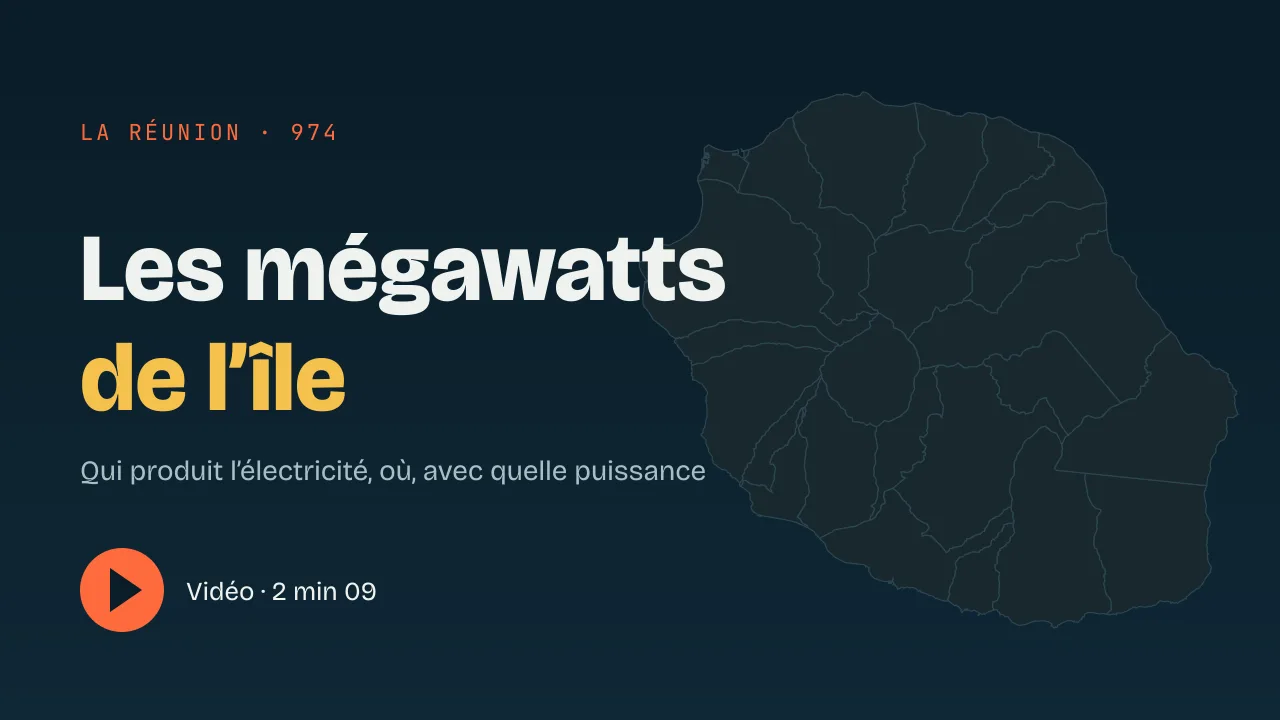 LA RÉUNION · 974
Les mégawatts
de l’île
Qui produit l’électricité, où, avec quelle puissance
Vidéo · 2 min 09